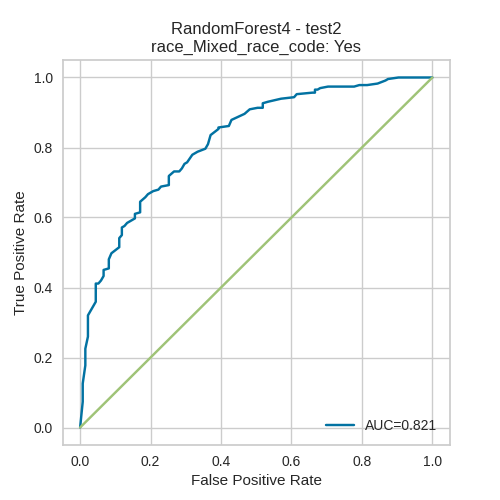 RandomForest4 - test2
race_Mixed_race_code: Yes
1.0
0.8
0.6
0.4
0.2
0.0
True Positive Rate
0.0 0.2 0.4 0.6 0.8 1.0
False Positive Rate
AUC=0.821